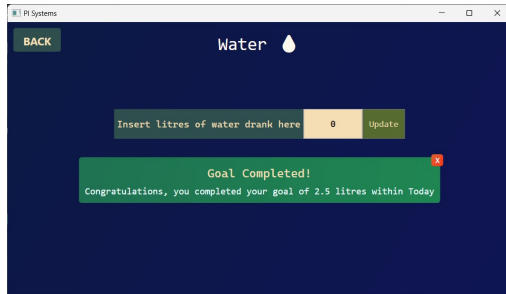 PI Systems
BACK
Water
Insert litres of water drank here 0 Update
X
Goal Completed!
Congratulations, you completed your goal of 2.5 litres within Today